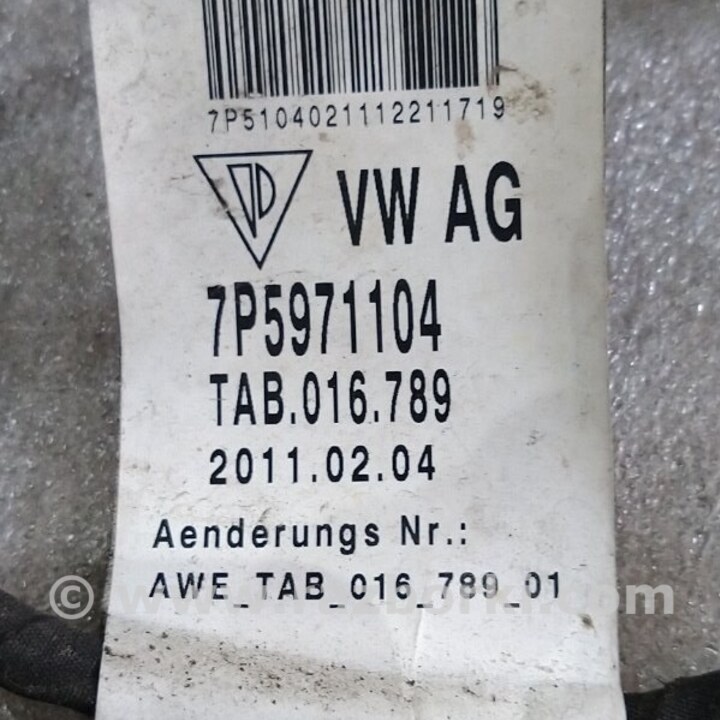 7P5104021112211719
VW AG
7P5971104
TAB.016.789
2011.02.04
Aenderungs Nr.:
AWE_TAB_016_789_01